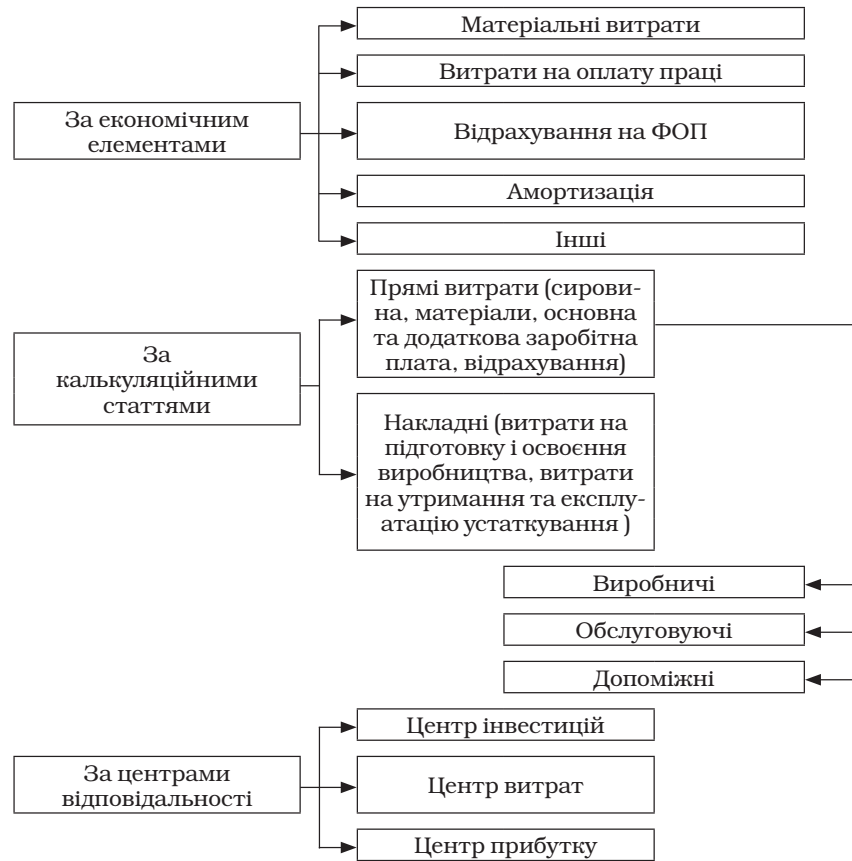 Матеріальні витрати
Витрати на оплату праці
За економічним
елементами
Відрахування на ФОП
Амортизація
Інші
Прямі витрати (сирови-
на, матеріали, основна
та додаткова заробітна
плата, відрахування)
За
калькуляційними
статтями
Накладні (витрати на
підготовку і освоєння
виробництва, витрати
на утримання та експлу-
атацію устаткування )
Виробничі
Обслуговуючі
Допоміжні
Центр інвестицій
За центрами
відповідальності
Центр витрат
Центр прибутку